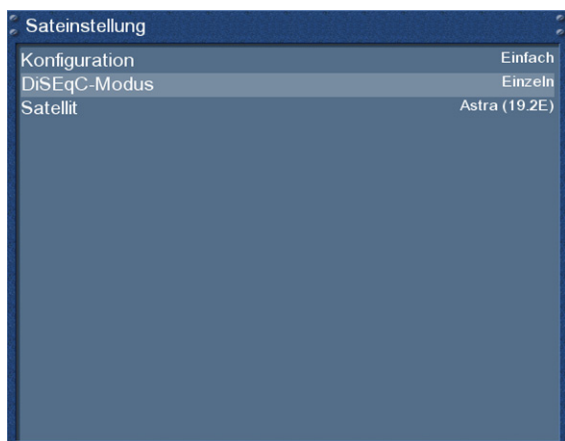 Sateinstellung
Konfiguration Einfach
DiSEqC-Modus Einzeln
Satellit Astra (19.2E)